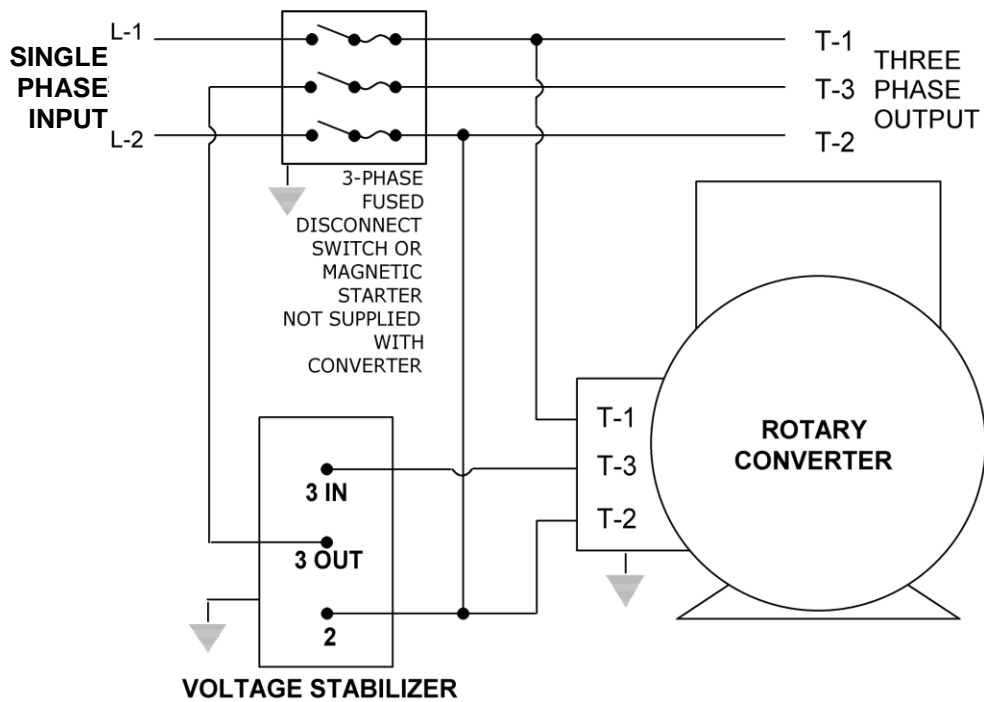 L-1
SINGLE
PHASE
INPUT
L-2
T-1
T-3
T-2
THREE
PHASE
OUTPUT
3-PHASE
FUSED
DISCONNECT
SWITCH OR
MAGNETIC
STARTER
NOT SUPPLIED
WITH
CONVERTER
T-1
T-3
T-2
ROTARY
CONVERTER
3 IN
3 OUT
2
VOLTAGE STABILIZER